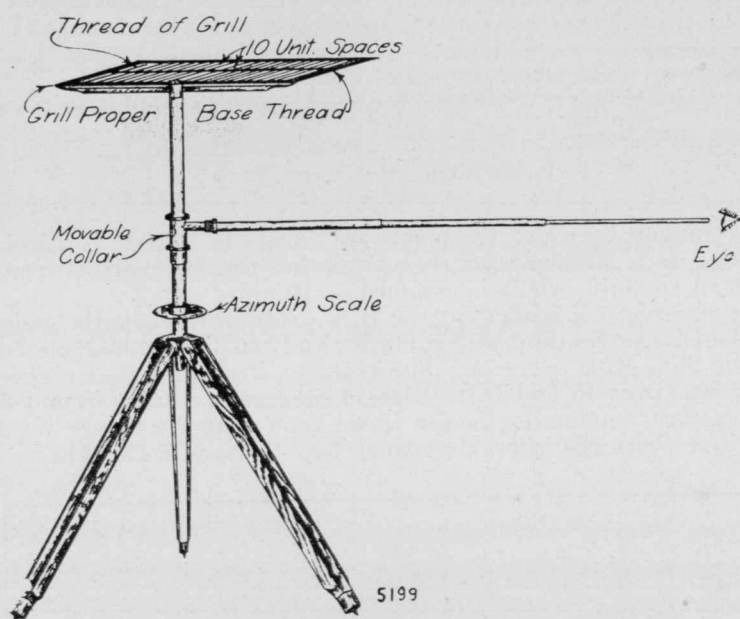 Thread of Grill
10 Unit. Spaces
Grill Proper
Base Thread
Movable
Collar
Eye
Azimuth Scale
5199